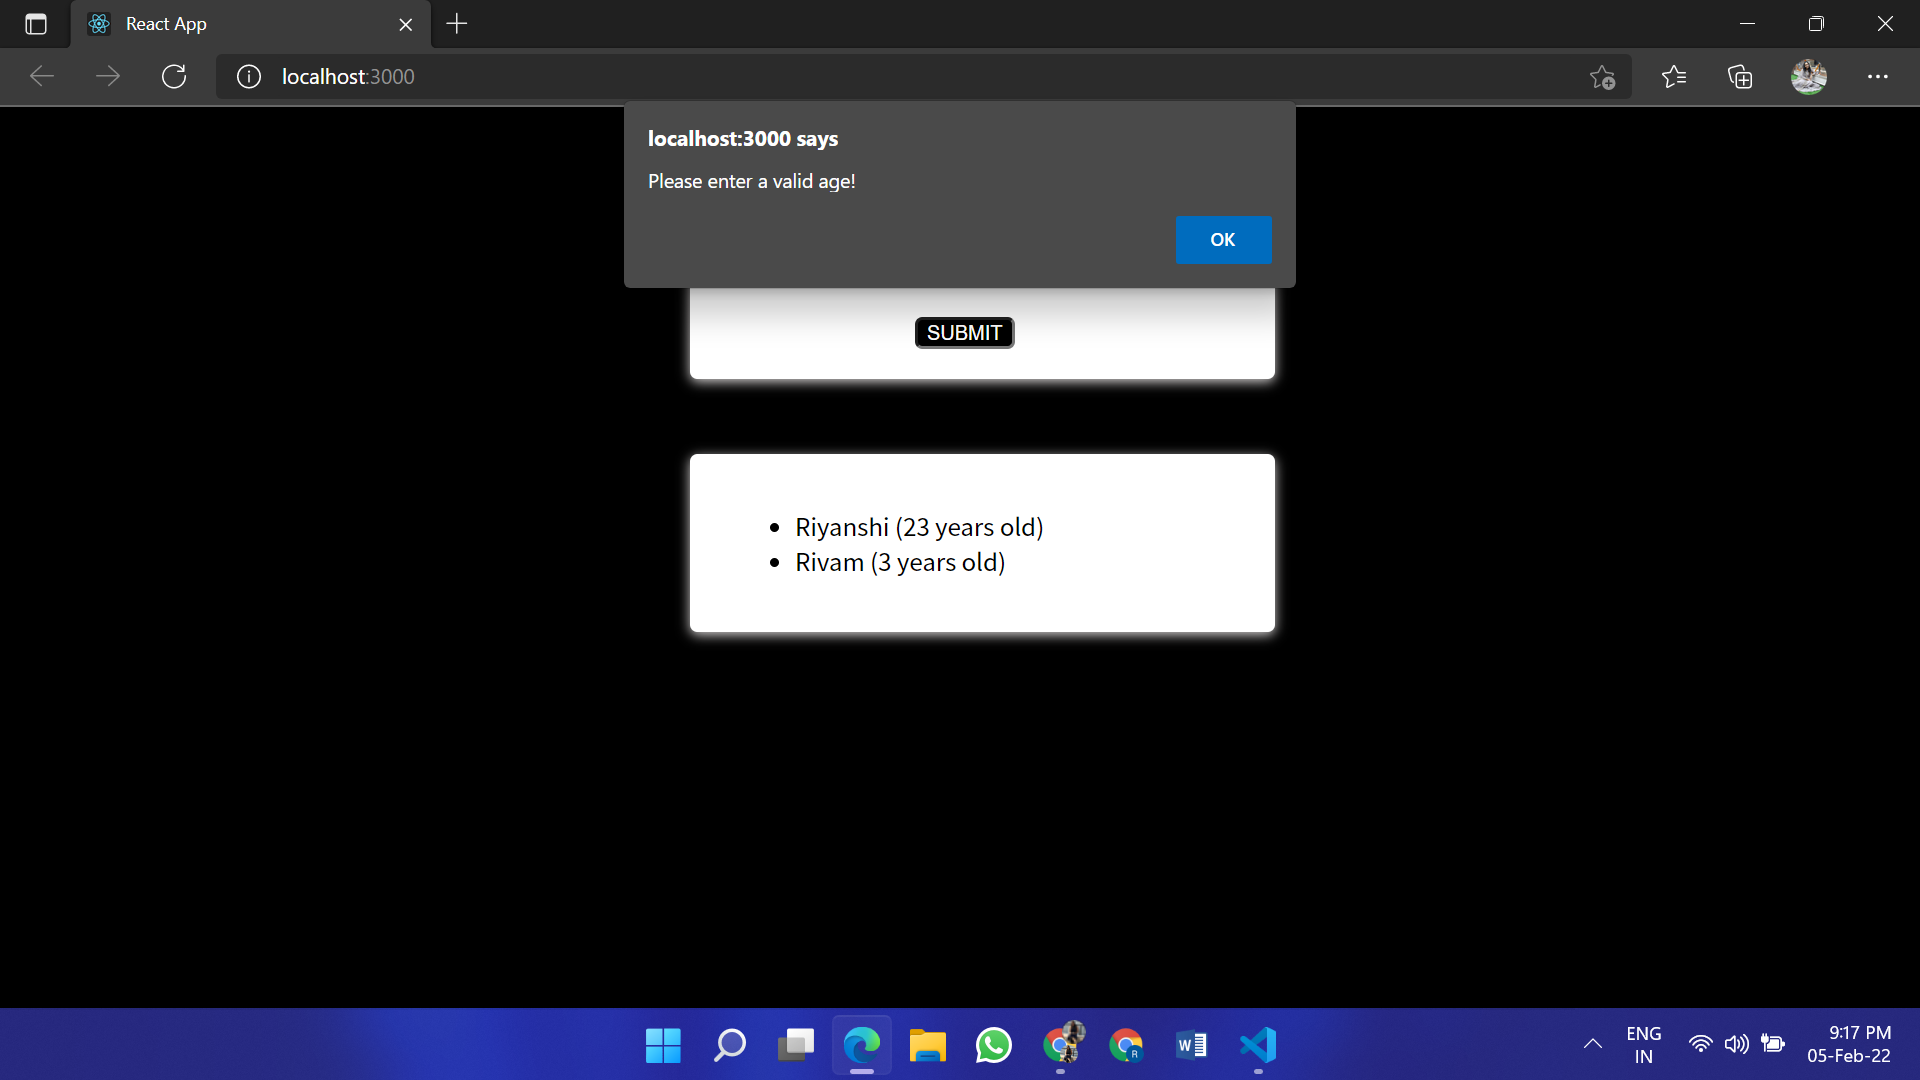 React App
localhost:3000
localhost:3000 says
Please enter a valid age!
OK
SUBMIT
Riyanshi (23 years old)
Rivam (3 years old)
R
W
ENG
IN
9:17 PM
05-Feb-22